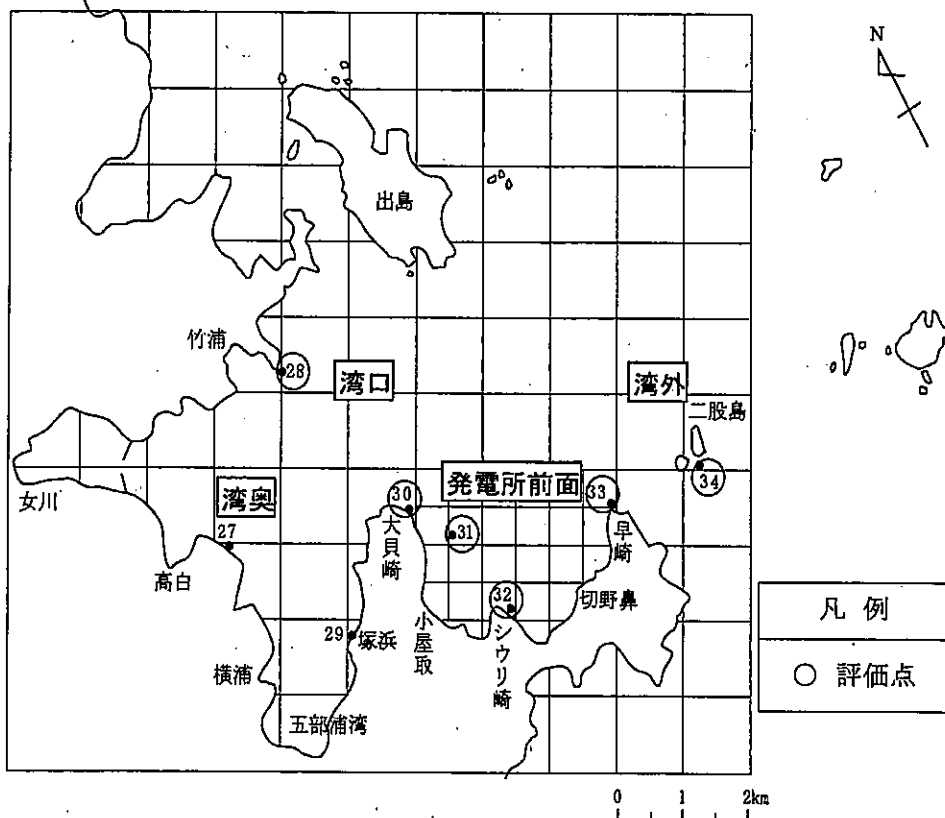 N
出島
竹浦
28
湾口
湾外
二股島
女川
湾奥
30
発電所前面
33
34
27
大貝崎
31
早崎
高白
32
切野鼻
29
塚浜
小屋取
シウリ崎
横浦
五部浦湾
凡例
○ 評価点
0 1 2km